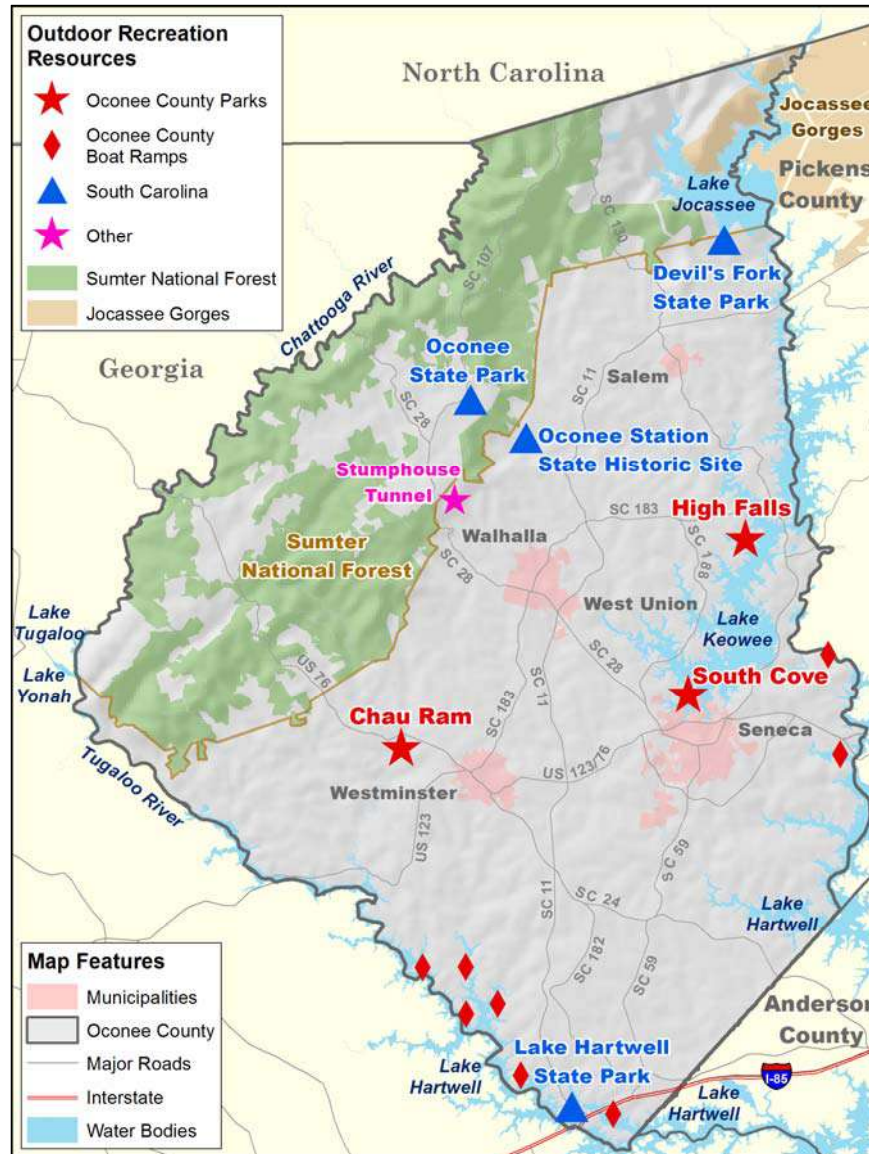 Outdoor Recreation
Resources
Oconee County Parks
Oconee County
Boat Ramps
South Carolina
Other
Sumter National Forest
Jocassee Gorges
North Carolina
Jocassee
Gorges
Pickens
County
Lake
Jocassee
SC 130
SC 107
Devil's Fork
State Park
Chattooga River
Georgia
Oconee
State Park
SC 11
Salem
SC 28
Oconee Station
State Historic Site
Stumphouse
Tunnel
High Falls
SC 183
Walhalla
SC 188
Sumter
National Forest
SC 28
West Union
Lake
Keowee
Lake
Tugaloo
Lake
Yonah
US 76
SC 28
South Cove
SC 183
SC 11
Chau Ram
Seneca
US 123/76
Westminster
Tugaloo River
US 123
SC 59
SC 11
SC 24
Lake
Hartwell
SC 182
SC 59
Map Features
Municipalities
Oconee County
Major Roads
Interstate
Water Bodies
Anderson
County
Lake Hartwell
State Park
Lake
Hartwell
I-85
Lake
Hartwell